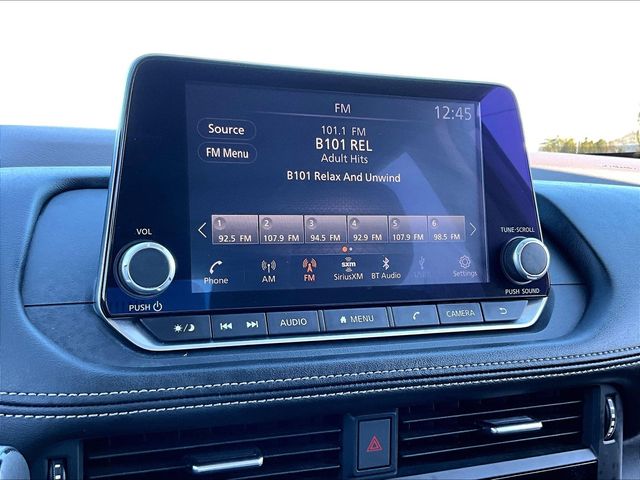 FM
12:45
Source
101.1 FM
B101 REL
FM Menu
Adult Hits
B101 Relax And Unwind
1 2 3 4 5 6
92.5 FM 107.9 FM 94.5 FM 92.9 FM 107.9 FM 98.5 FM
VOL
TUNE·SCROLL
Phone
AM
FM
sxm
SiriusXM
BT Audio
USB
Settings
PUSH
PUSH SOUND
AUDIO
MENU
CAMERA